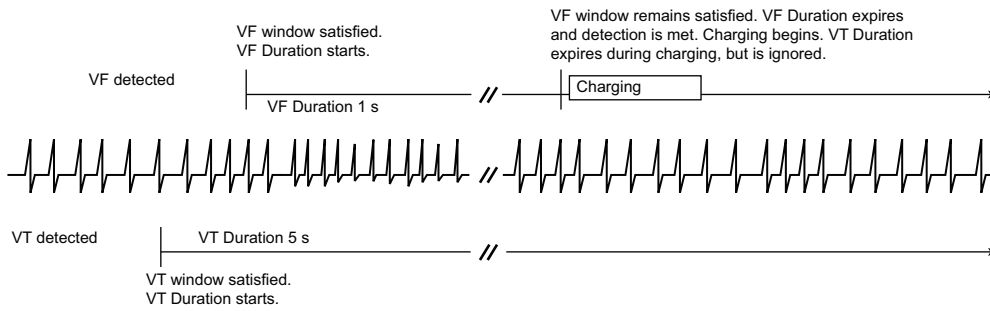 VF window satisfied.
VF Duration starts.
VF window remains satisfied. VF Duration expires
and detection is met. Charging begins. VT Duration
expires during charging, but is ignored.
VF detected
Charging
VF Duration 1 s
VT detected
VT Duration 5 s
VT window satisfied.
VT Duration starts.